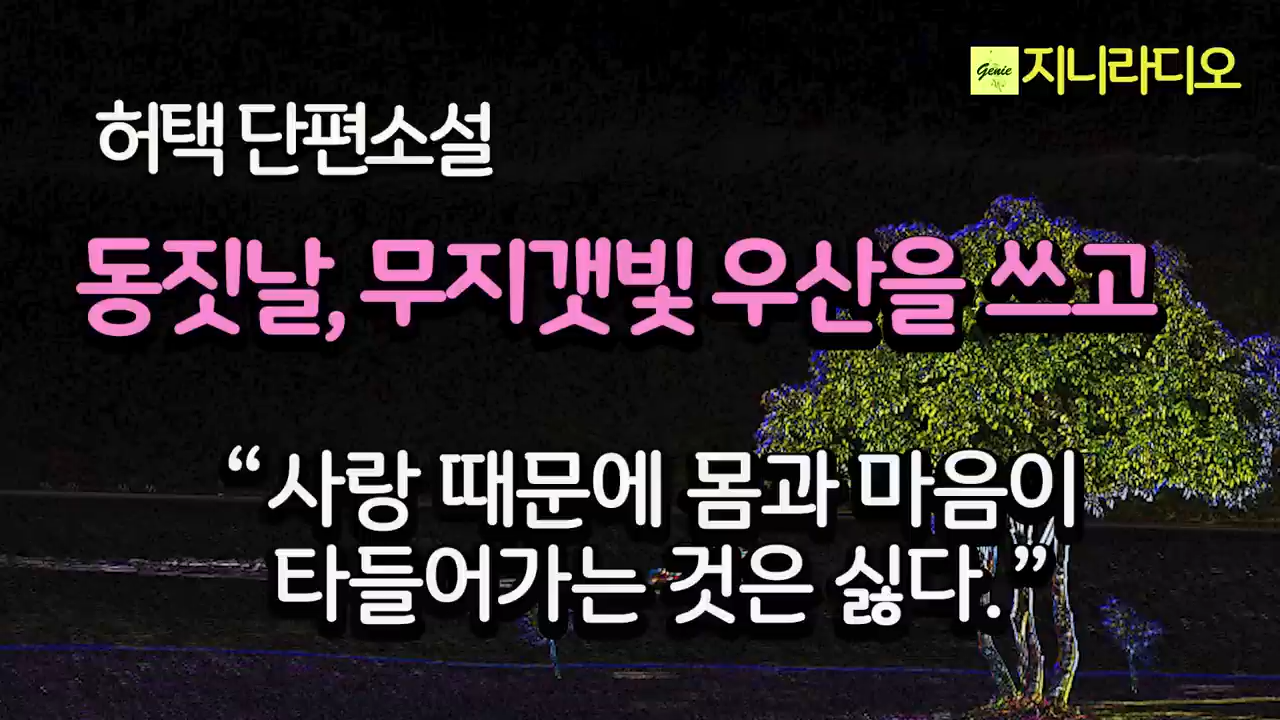 Genie 지니라디오
허택 단편소설
동짓날, 무지갯빛 우산을 쓰고
“사랑 때문에 몸과 마음이
타들어가는 것은 싫다.”